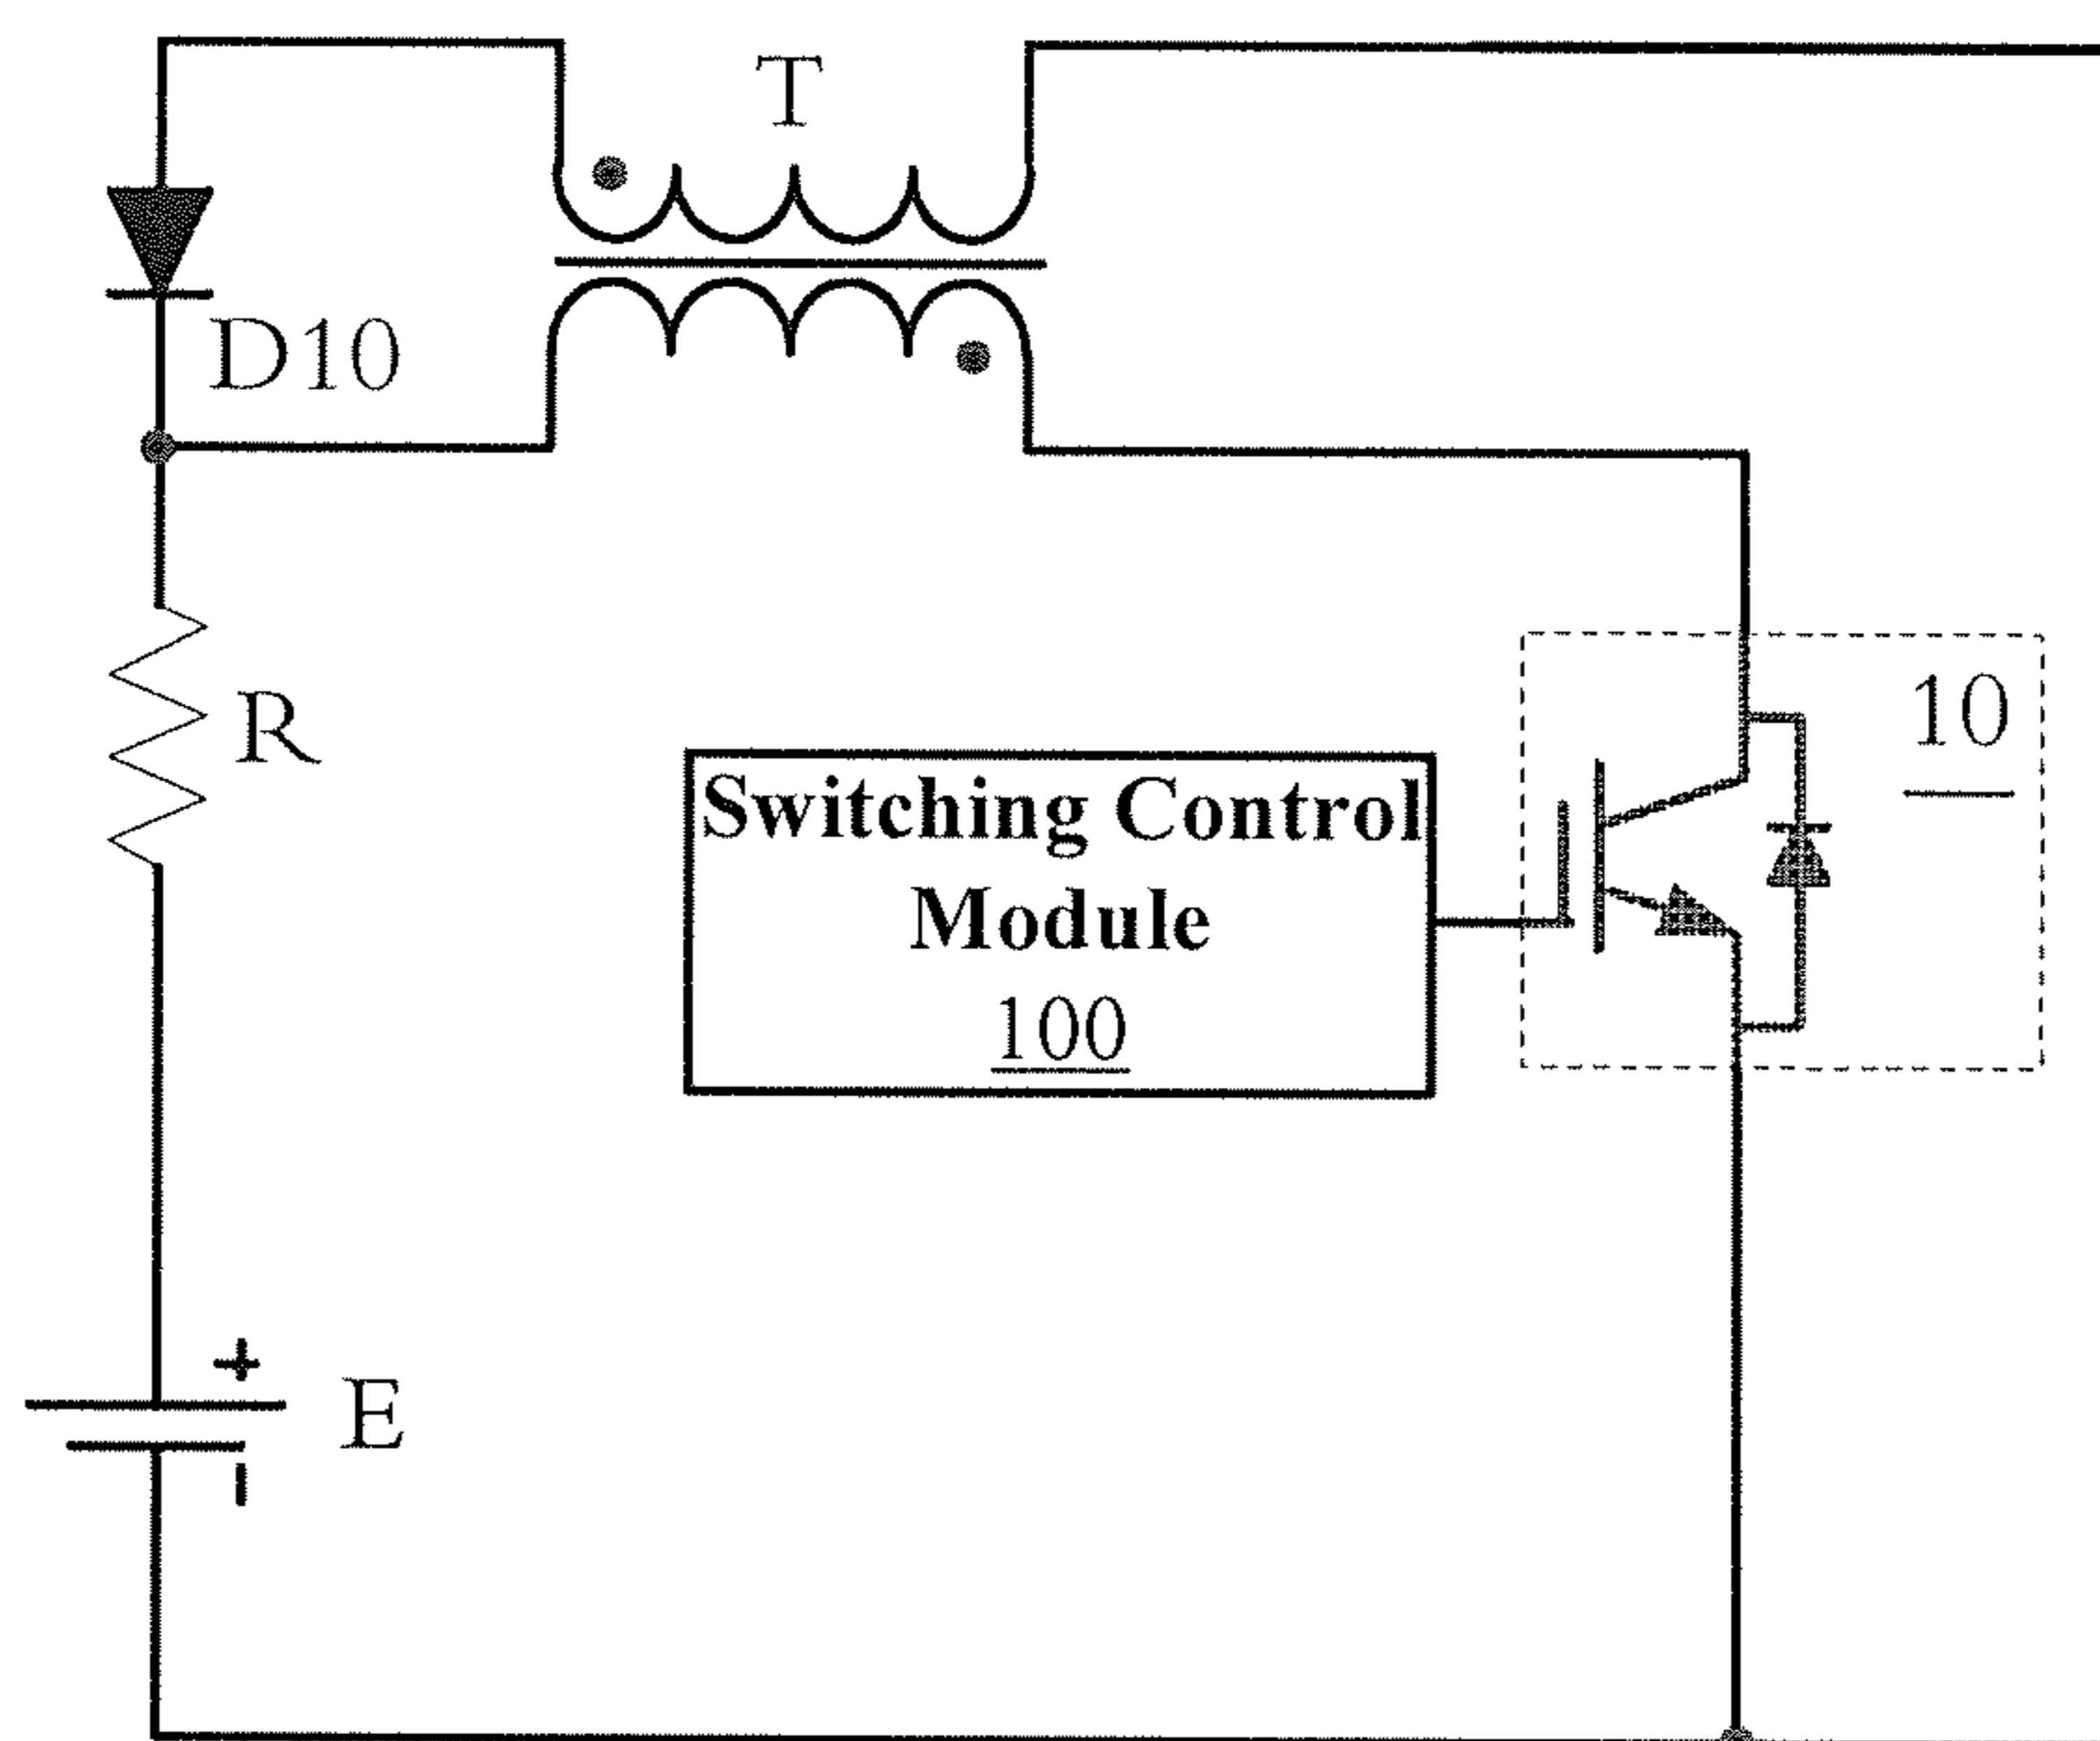 T
D10
R
10
Switching Control
Module
100
+
E
-